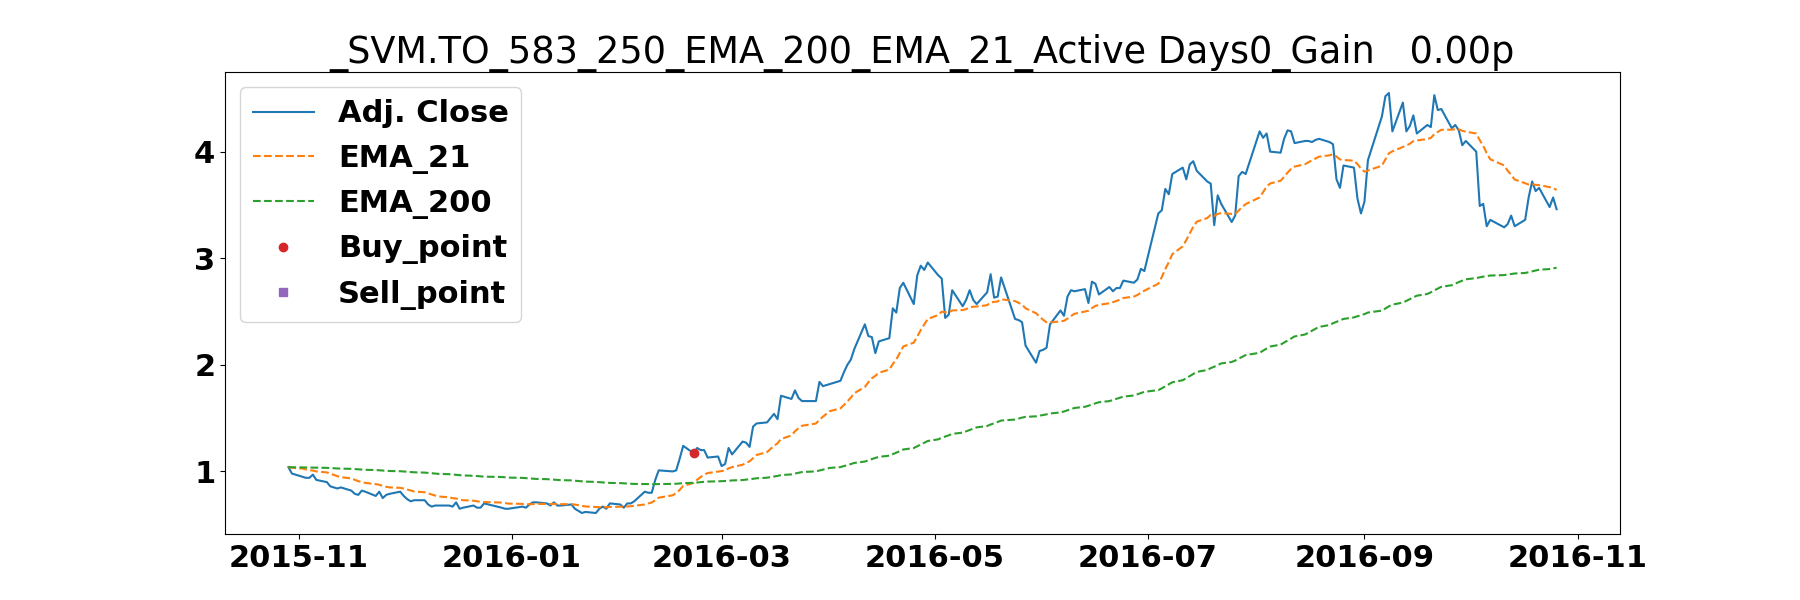 _SVM.TO_583_250_EMA_200_EMA_21_Active Days0_Gain   0.00p
Adj. Close
EMA_21
EMA_200
Buy_point
Sell_point
4
3
2
1
2015-11 2016-01 2016-03 2016-05 2016-07 2016-09 2016-11